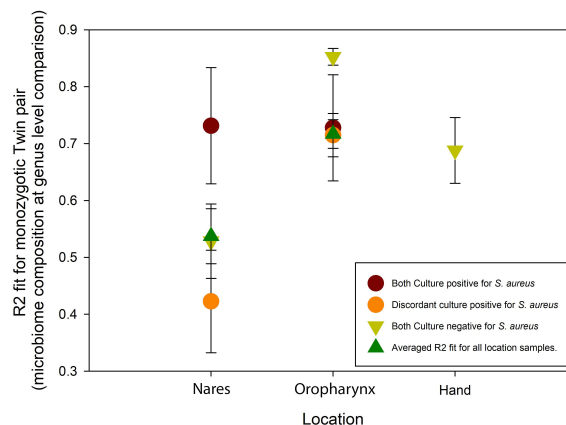 R2 fit for monozygotic Twin pair
(microbiome composition at genus level comparison)
0.9
0.8
0.7
0.6
0.5
0.4
0.3
Both Culture positive for S. aureus
Discordant culture positive for S. aureus
Both Culture negative for S. aureus
Averaged R2 fit for all location samples.
Nares
Oropharynx
Hand
Location